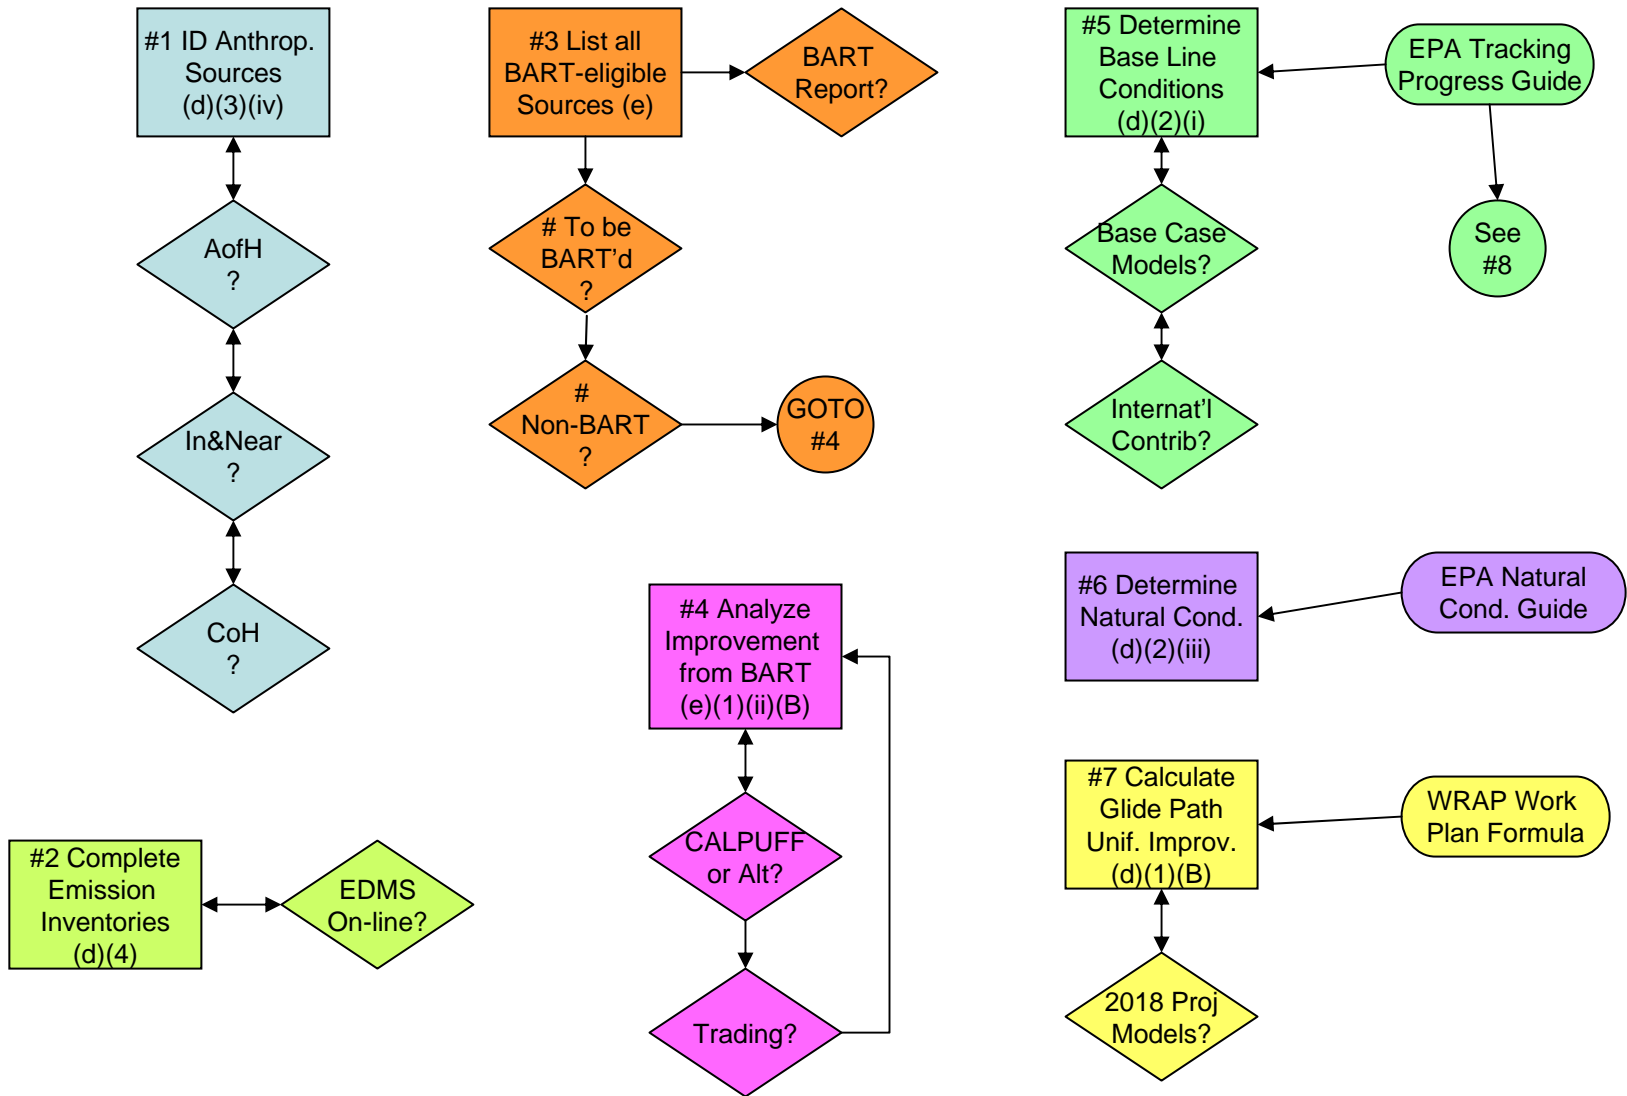 #1 ID Anthrop.
Sources
(d)(3)(iv)
AofH
?
In&Near
?
CoH
?
#2 Complete
Emission
Inventories
(d)(4)
EDMS
On-line?
#3 List all
BART-eligible
Sources (e)
BART
Report?
# To be
BART’d
?
#
Non-BART
?
GOTO
#4
#4 Analyze
Improvement
from BART
(e)(1)(ii)(B)
CALPUFF
or Alt?
Trading?
#5 Determine
Base Line
Conditions
(d)(2)(i)
EPA Tracking
Progress Guide
See
#8
Base Case
Models?
Internat’l
Contrib?
#6 Determine
Natural Cond.
(d)(2)(iii)
EPA Natural
Cond. Guide
#7 Calculate
Glide Path
Unif. Improv.
(d)(1)(B)
WRAP Work
Plan Formula
2018 Proj
Models?